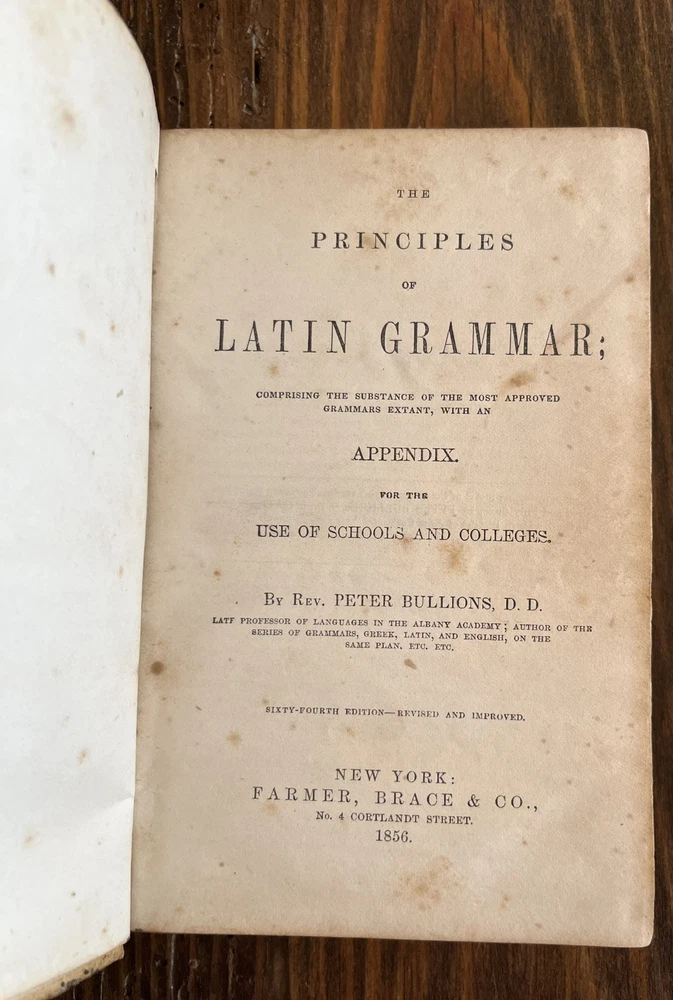 THE
PRINCIPLES
OF
LATIN GRAMMAR;
COMPRISING THE SUBSTANCE OF THE MOST APPROVED
GRAMMARS EXTANT, WITH AN
APPENDIX.
FOR THE
USE OF SCHOOLS AND COLLEGES.
By Rev. PETER BULLIONS, D. D.
LATE PROFESSOR OF LANGUAGES IN THE ALBANY ACADEMY; AUTHOR OF THE
SERIES OF GRAMMARS, GREEK, LATIN, AND ENGLISH, ON THE
SAME PLAN, ETC. ETC.
SIXTY-FOURTH EDITION—REVISED AND IMPROVED.
NEW YORK:
FARMER, BRACE & CO.,
No. 4 CORTLANDT STREET.
1856.